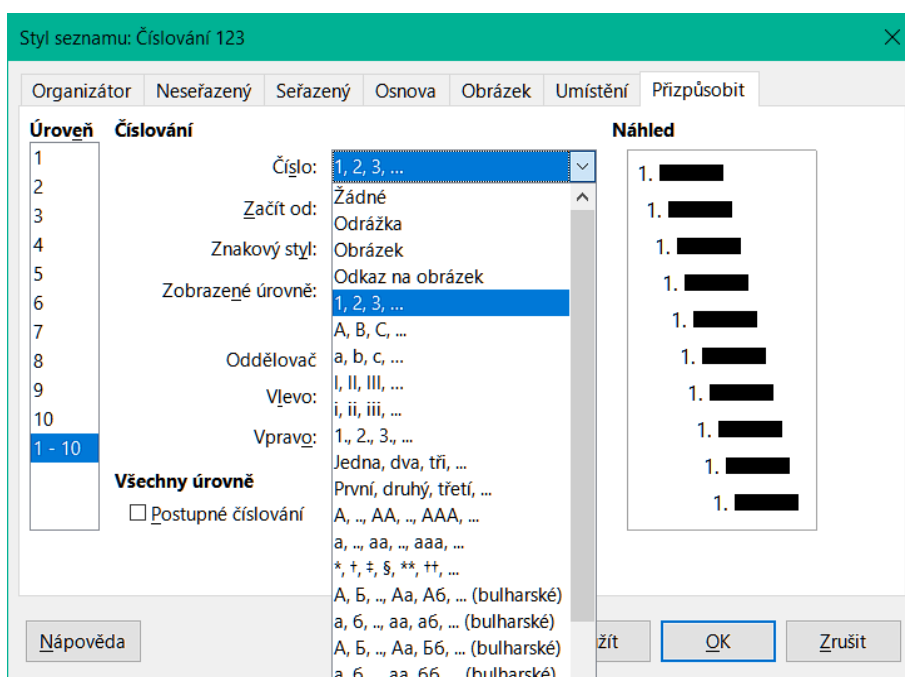 Styl seznamu: Číslování 123
Organizátor Neseřazený Seřazený Osnova Obrázek Umístění Přizpůsobit
Úroveň
1
2
3
4
5
6
7
8
9
10
1 - 10
Číslování
Číslo:
Začít od:
Znakový styl:
Zobrazené úrovně:
Oddělovač
Vlevo:
Vpravo:
Všechny úrovně
Postupné číslování
1, 2, 3, ...
Žádné
Odrážka
Obrázek
Odkaz na obrázek
1, 2, 3, ...
A, B, C, ...
a, b, c, ...
I, II, III, ...
i, ii, iii, ...
1., 2., 3., ...
Jedna, dva, tři, ...
První, druhý, třetí, ...
A, .., AA, .., AAA, ...
a, .., aa, .., aaa, ...
*, †, ‡, §, **, ††, ...
А, Б, .., Аа, Аб, ... (bulharské)
а, б, .., аа, аб, ... (bulharské)
А, Б, .., Аа, Бб, ... (bulharské)
а, б, .., аа, бб, ... (bulharské)
Náhled
1.
1.
1.
1.
1.
1.
1.
1.
1.
1.
Nápověda
žít
OK
Zrušit